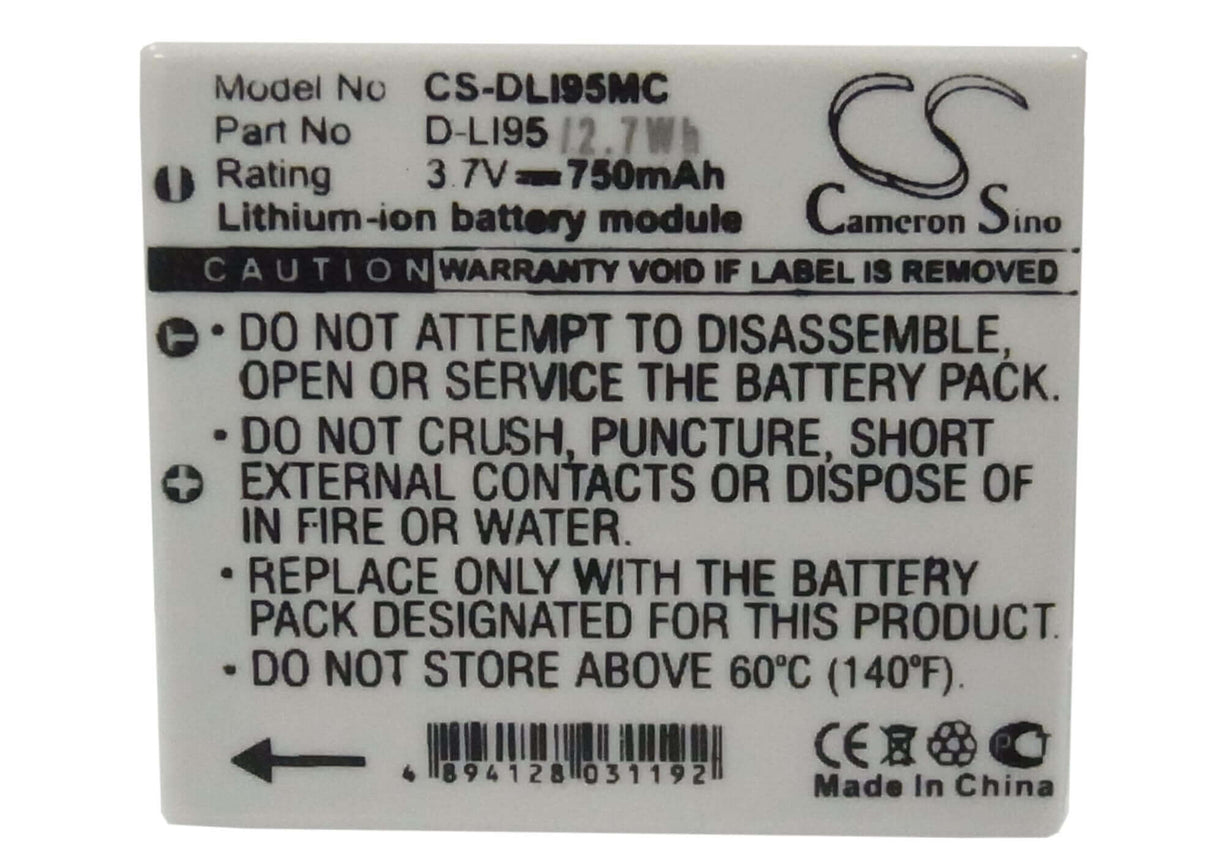 Model No CS-DLI95MC
Part No D-LI95 /2.7Wh
Rating 3.7V 750mAh
Lithium-ion battery module
CS
Cameron Sino
CAUTION WARRANTY VOID IF LABEL IS REMOVED
• DO NOT ATTEMPT TO DISASSEMBLE,
OPEN OR SERVICE THE BATTERY PACK.
• DO NOT CRUSH, PUNCTURE, SHORT
EXTERNAL CONTACTS OR DISPOSE OF
IN FIRE OR WATER.
• REPLACE ONLY WITH THE BATTERY
PACK DESIGNATED FOR THIS PRODUCT.
• DO NOT STORE ABOVE 60°C (140°F).
4 894128 031192
CE PCT
Made In China